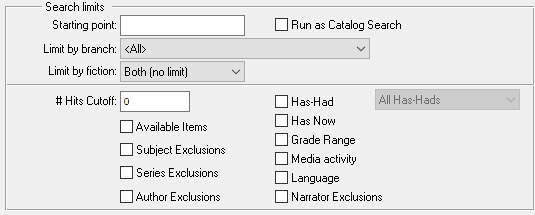 Search limits
Starting point: Run as Catalog Search
Limit by branch: <All>
Limit by fiction: Both (no limit)
# Hits Cutoff: 0 Has-Had All Has-Hads
Has Now
Available Items
Grade Range
Subject Exclusions
Media activity
Series Exclusions
Language
Author Exclusions Narrator Exclusions